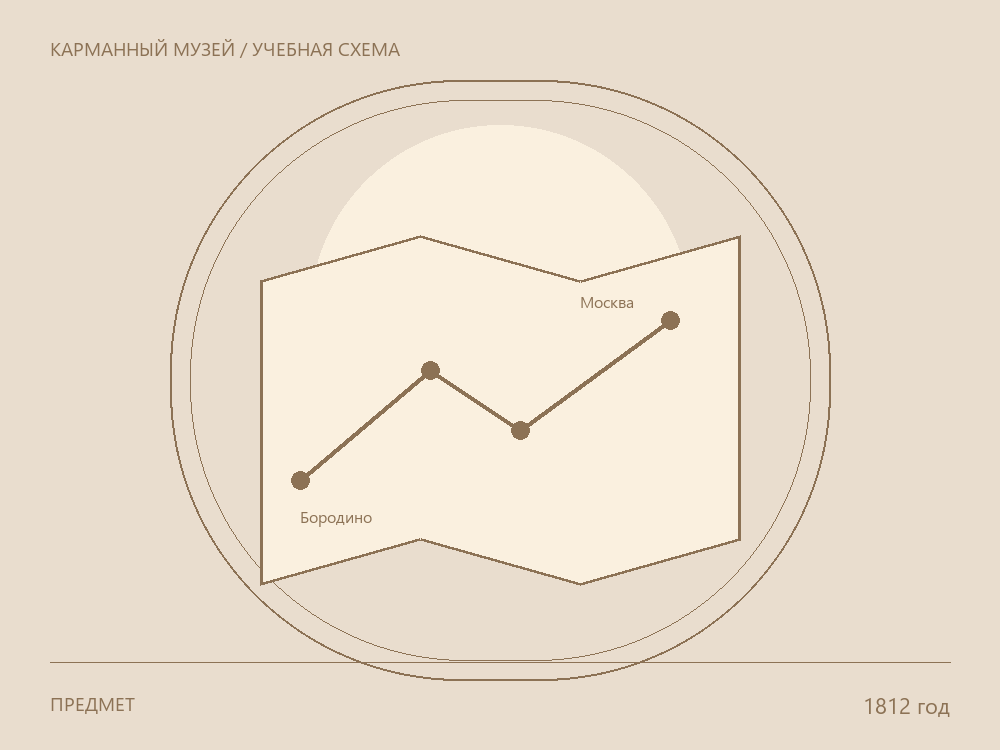 КАРМАННЫЙ МУЗЕЙ / УЧЕБНАЯ СХЕМА
Москва
Бородино
ПРЕДМЕТ
1812 год